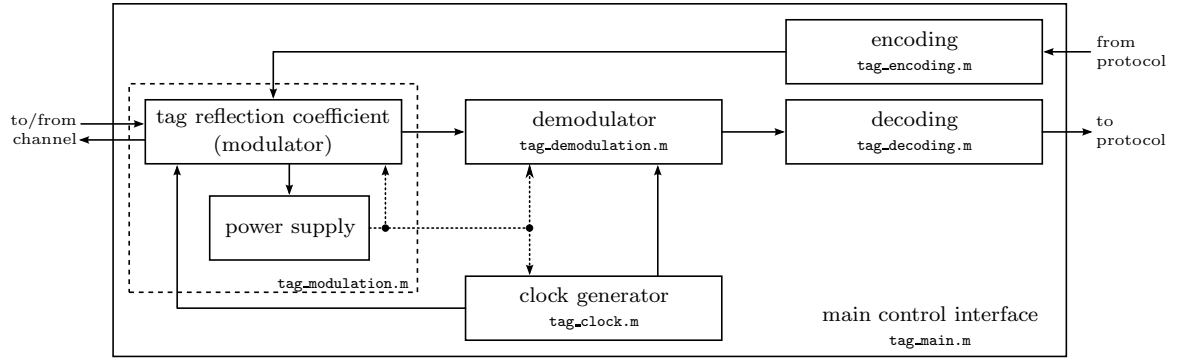 encoding
tag_encoding.m
from
protocol
to/from
channel
tag reflection coefficient
(modulator)
demodulator
tag_demodulation.m
decoding
tag_decoding.m
to
protocol
power supply
tag_modulation.m
clock generator
tag_clock.m
main control interface
tag_main.m